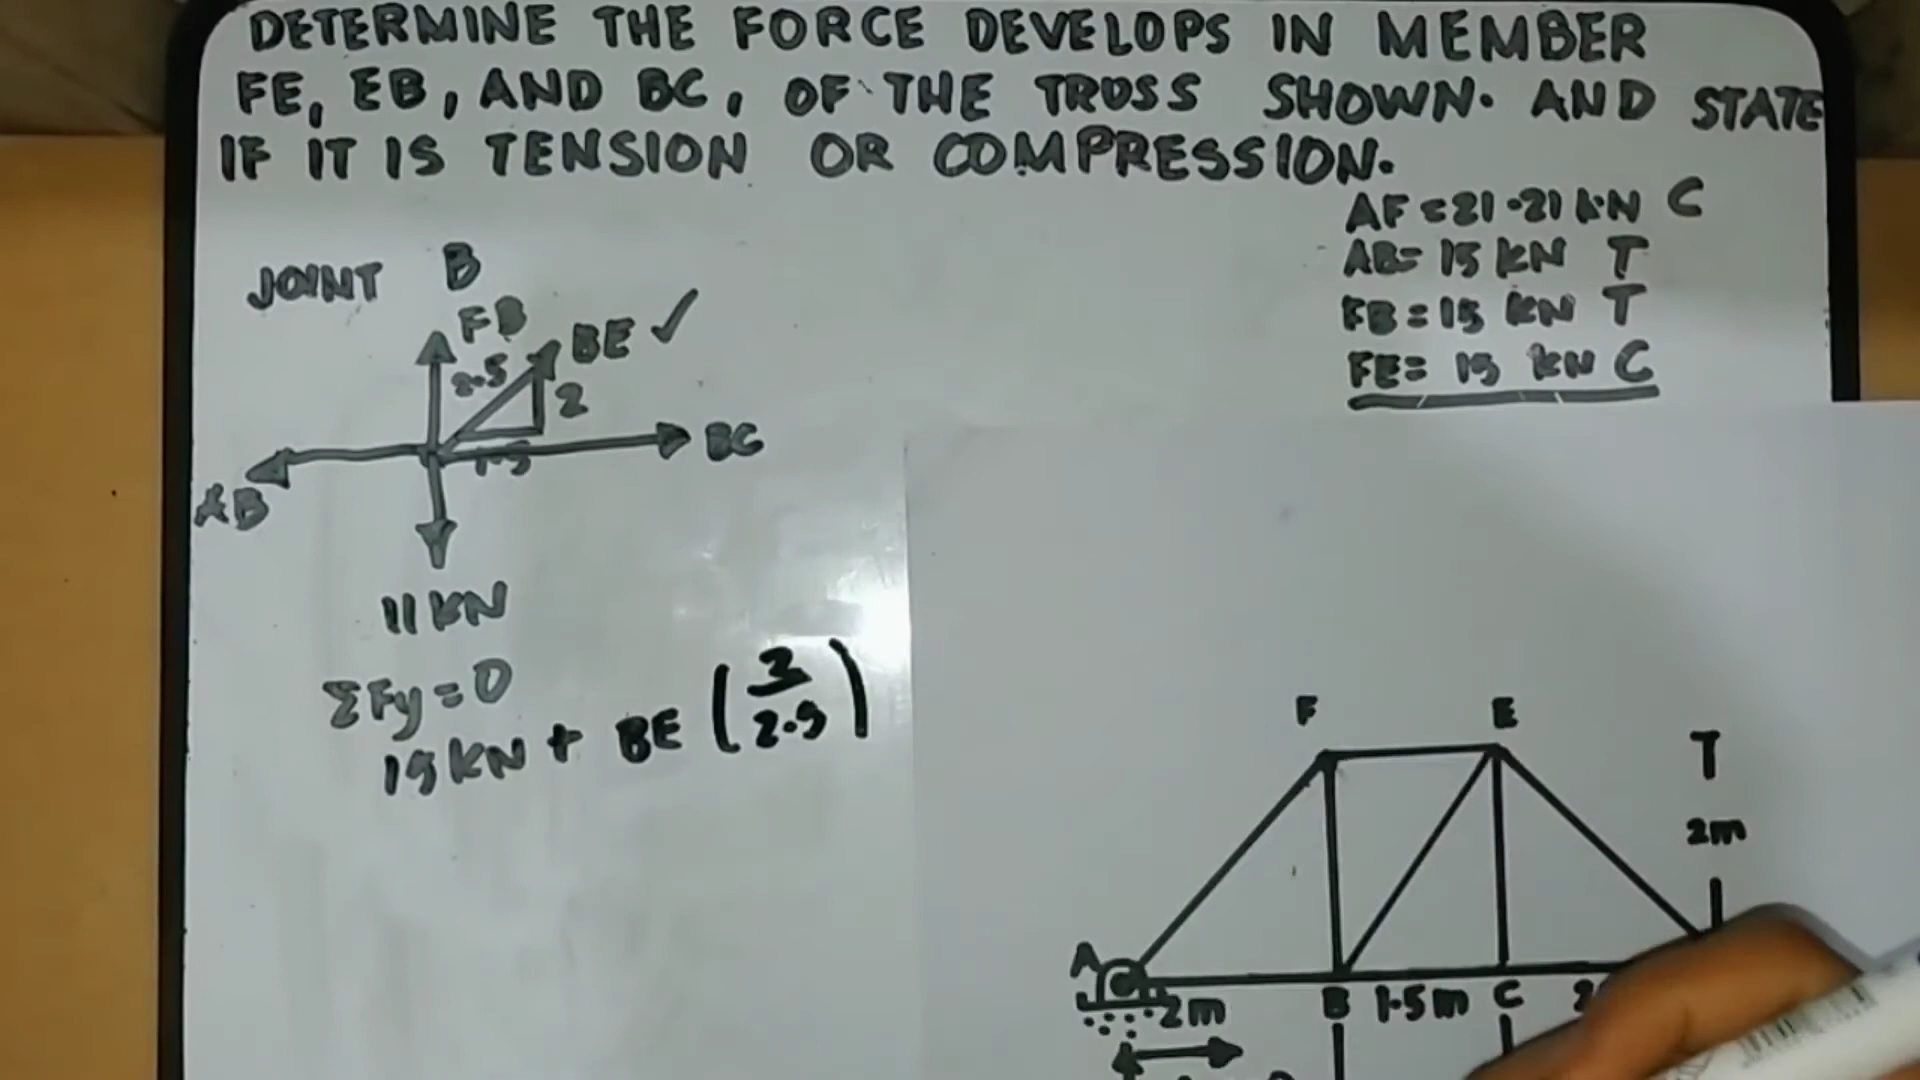 DETERMINE THE FORCE DEVELOPS IN MEMBER
FE, EB, AND BC, OF THE TRUSS SHOWN. AND STATE
IF IT IS TENSION OR COMPRESSION.
AF = 21.21 kN C
AB = 15 kN T
FB = 15 kN T
FE = 15 kN C
JOINT B
FB
BE ✓
2.5
2
1.5
BC
AB
11 KN
ΣFy = 0
15 KN + BE (2/2.5)
F E
T
2m
A
2m B 1.5m C